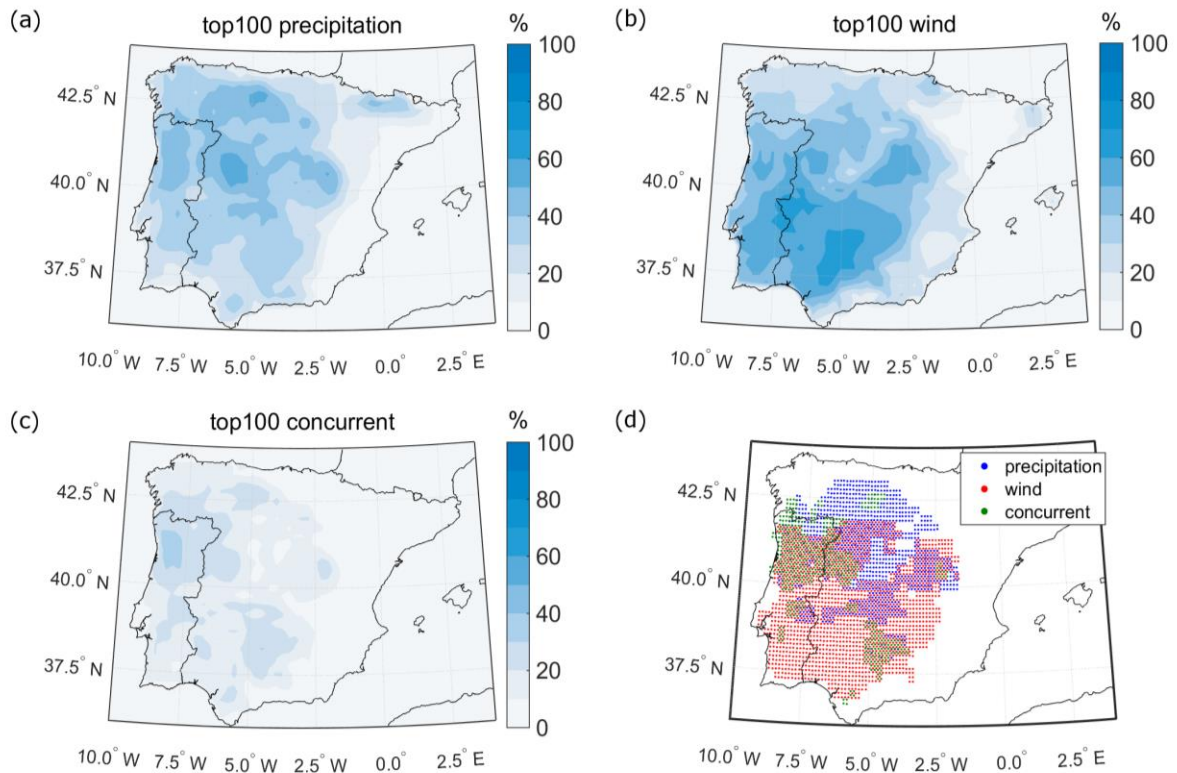 (a)
top100 precipitation
%
100
80
60
40
20
0
42.5° N
40.0° N
37.5° N
10.0° W 7.5° W 5.0° W 2.5° W 0.0° 2.5° E
(b)
top100 wind
%
100
80
60
40
20
0
42.5° N
40.0° N
37.5° N
10.0° W 7.5° W 5.0° W 2.5° W 0.0° 2.5° E
(c)
top100 concurrent
%
100
80
60
40
20
0
42.5° N
40.0° N
37.5° N
10.0° W 7.5° W 5.0° W 2.5° W 0.0° 2.5° E
(d)
precipitation
wind
concurrent
42.5° N
40.0° N
37.5° N
10.0° W 7.5° W 5.0° W 2.5° W 0.0° 2.5° E